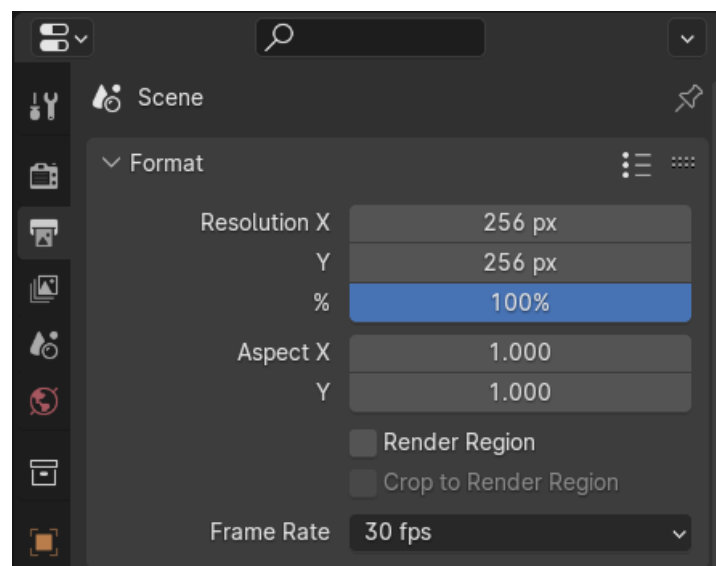 Scene
Format
Resolution X 256 px
Y 256 px
% 100%
Aspect X 1.000
Y 1.000
Render Region
Crop to Render Region
Frame Rate 30 fps